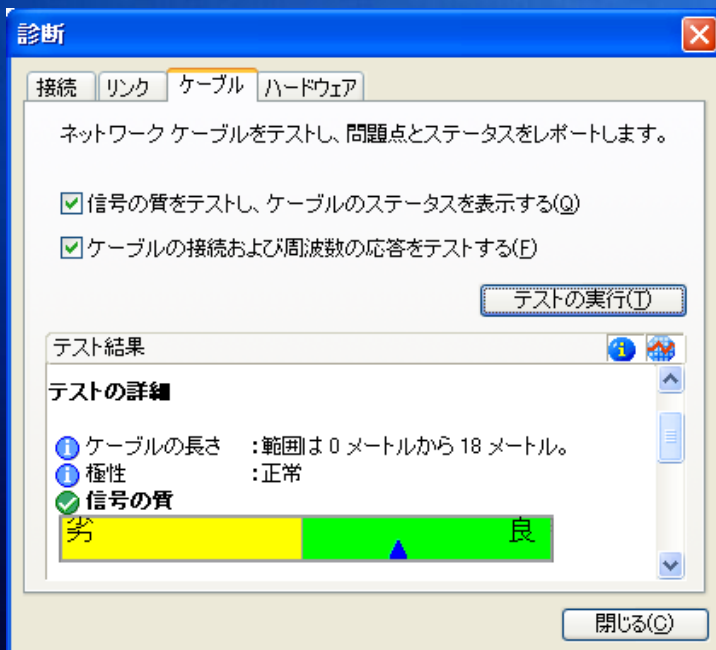 診断
接続 リンク ケーブル ハードウェア
ネットワーク ケーブルをテストし、問題点とステータスをレポートします。
信号の質をテストし、ケーブルのステータスを表示する(Q)
ケーブルの接続および周波数の応答をテストする(F)
テストの実行(T)
テスト結果
テストの詳細
ケーブルの長さ :範囲は 0 メートルから 18 メートル。
極性 :正常
信号の質
劣 良
閉じる(C)